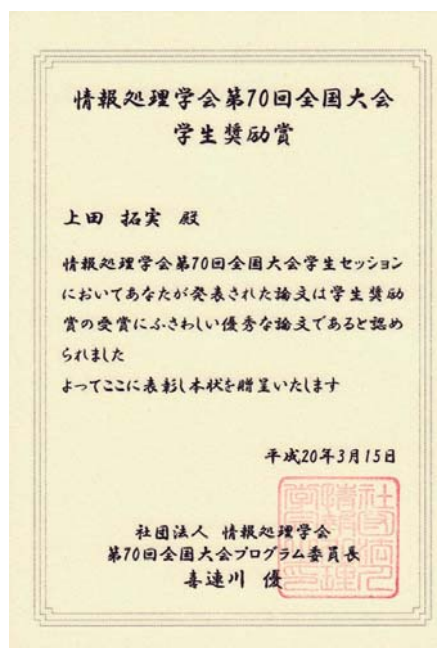 情報処理学会第70回全国大会
学生奨励賞
上田 拓実 殿
情報処理学会第70回全国大会学生セッション
においてあなたが発表された論文は学生奨励
賞の受賞にふさわしい優秀な論文であると認め
られました
よってここに表彰し本状を贈呈いたします
平成20年3月15日
社団法人 情報処理学会
第70回全国大会プログラム委員長
喜連川 優